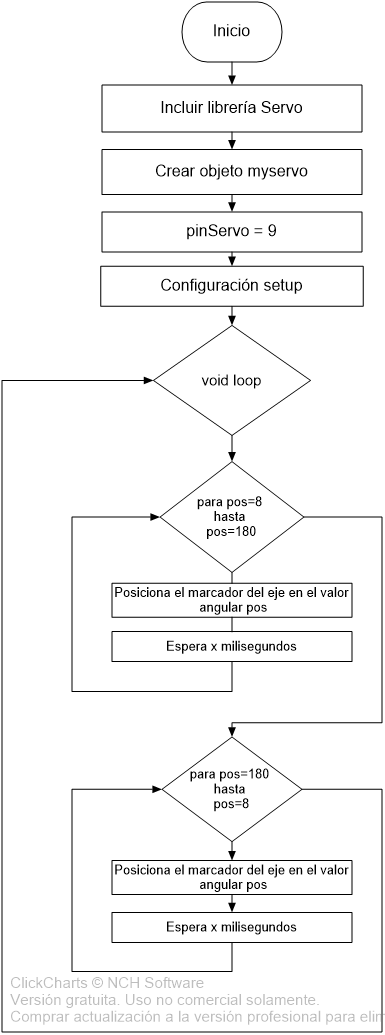 Inicio
Incluir librería Servo
Crear objeto myservo
pinServo = 9
Configuración setup
void loop
para pos=8
hasta
pos=180
Posiciona el marcador del eje en el valor
angular pos
Espera x milisegundos
para pos=180
hasta
pos=8
Posiciona el marcador del eje en el valor
angular pos
Espera x milisegundos
ClickCharts © NCH Software
Versión gratuita. Uso no comercial solamente.
Comprar actualización a la versión profesional para elim